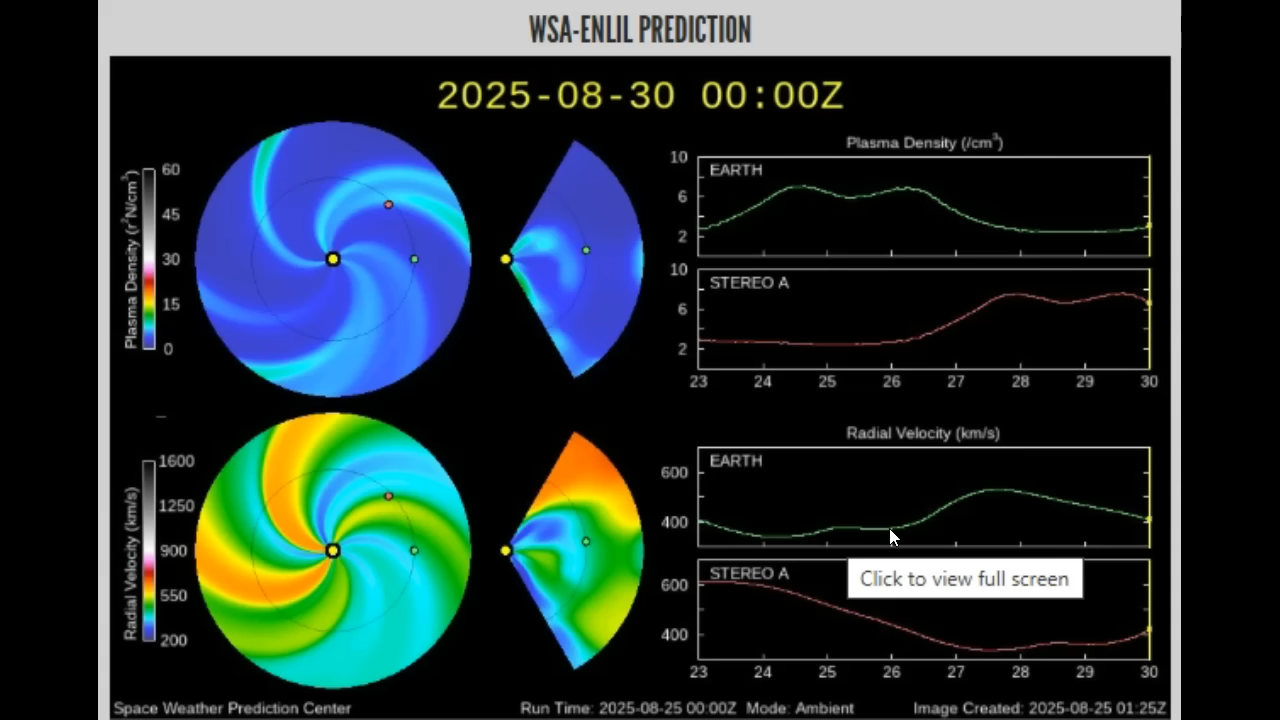 WSA-ENLIL PREDICTION
2025-08-30 00:00Z
Plasma Density (r²N/cm³)
60
45
30
15
0
Plasma Density (/cm³)
EARTH
10
6
2
STEREO A
10
6
2
23 24 25 26 27 28 29 30
Radial Velocity (km/s)
1600
1250
900
550
200
Radial Velocity (km/s)
EARTH
600
400
STEREO A
600
400
Click to view full screen
23 24 25 26 27 28 29 30
Space Weather Prediction Center
Run Time: 2025-08-25 00:00Z Mode: Ambient
Image Created: 2025-08-25 01:25Z